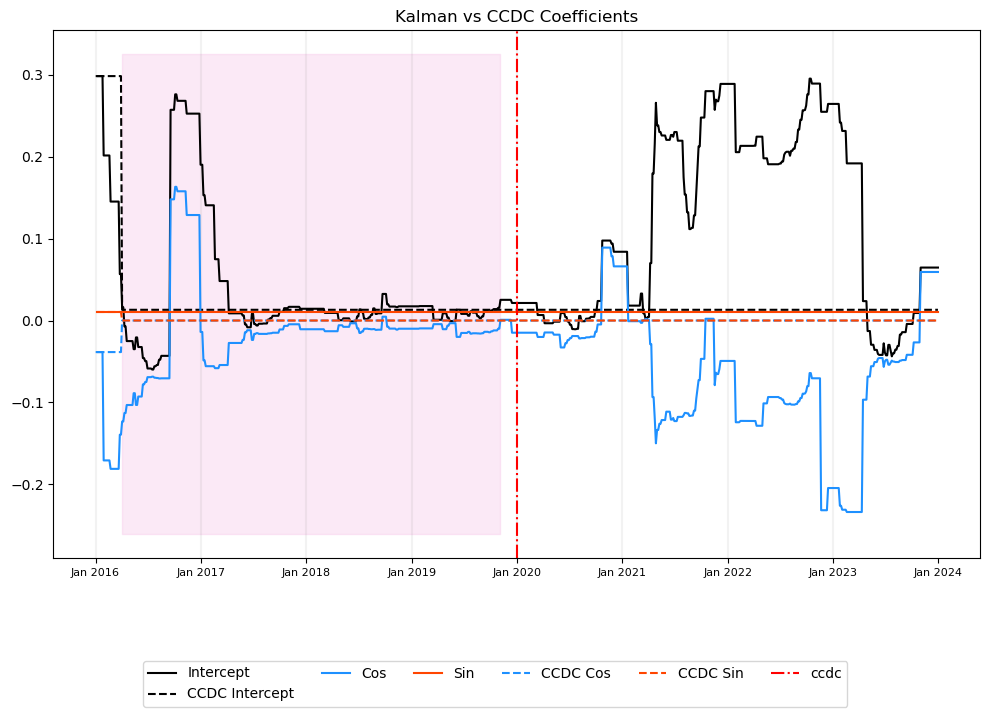 Kalman vs CCDC Coefficients
0.3
0.2
0.1
0.0
−0.1
−0.2
Jan 2016 Jan 2017 Jan 2018 Jan 2019 Jan 2020 Jan 2021 Jan 2022 Jan 2023 Jan 2024
Intercept Cos Sin CCDC Cos CCDC Sin ccdc
CCDC Intercept